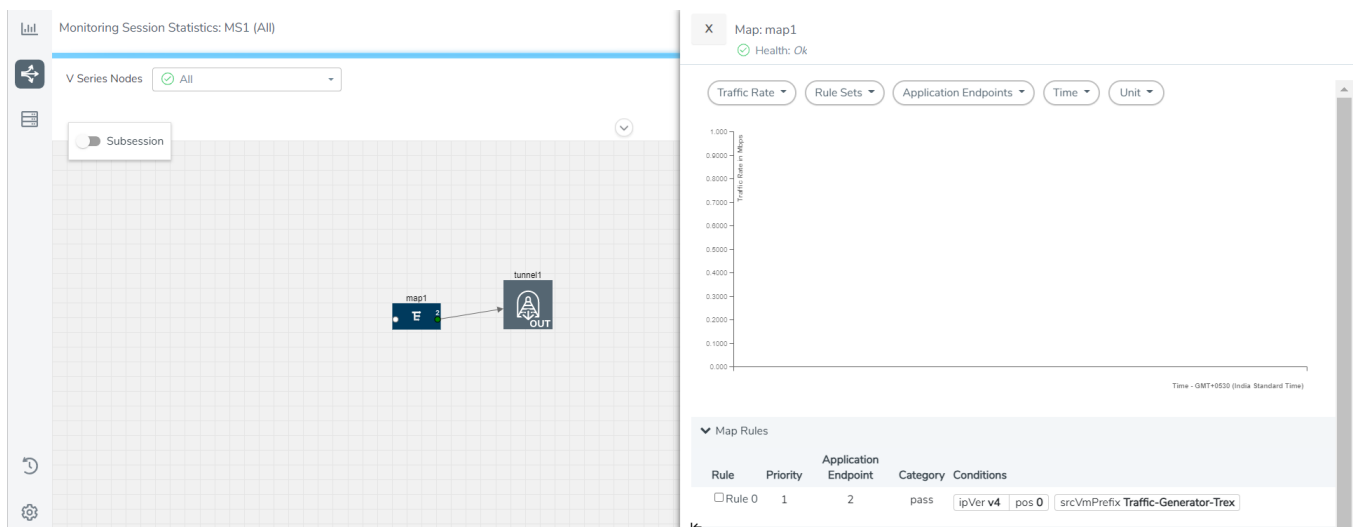 Monitoring Session Statistics: MS1 (All)
V Series Nodes
All
Subsession
map1
E
2
tunnel1
OUT
X
Map: map1
Health: Ok
Traffic Rate
Rule Sets
Application Endpoints
Time
Unit
1.000
0.9000
0.8000
0.7000
0.6000
0.5000
0.4000
0.3000
0.2000
0.1000
0.000
Traffic Rate in Mbps
Time - GMT+0530 (India Standard Time)
Map Rules
Rule Priority Application Endpoint Category Conditions
Rule 0 1 2 pass ipVer v4 pos 0 srcVmPrefix Traffic-Generator-Trex